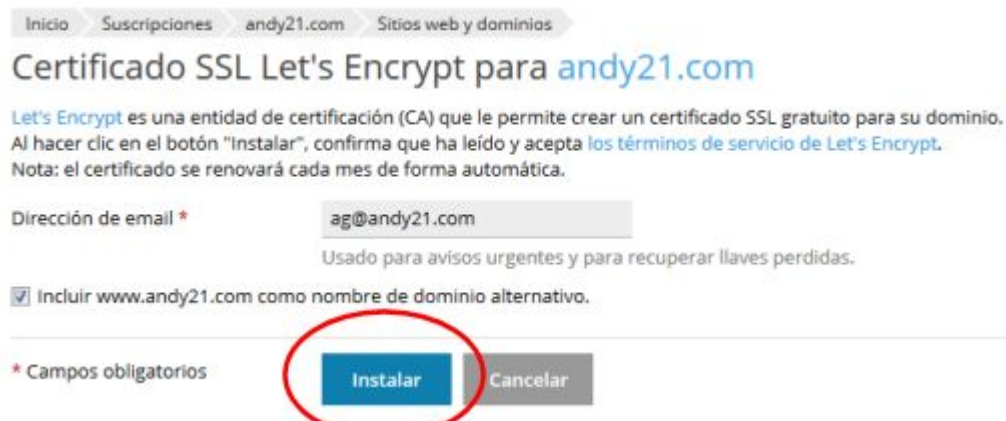 Inicio Suscripciones andy21.com Sitios web y dominios
Certificado SSL Let's Encrypt para andy21.com
Let's Encrypt es una entidad de certificación (CA) que le permite crear un certificado SSL gratuito para su dominio.
Al hacer clic en el botón "Instalar", confirma que ha leído y acepta los términos de servicio de Let's Encrypt.
Nota: el certificado se renovará cada mes de forma automática.
Dirección de email * ag@andy21.com
Usado para avisos urgentes y para recuperar llaves perdidas.
Incluir www.andy21.com como nombre de dominio alternativo.
* Campos obligatorios Instalar Cancelar